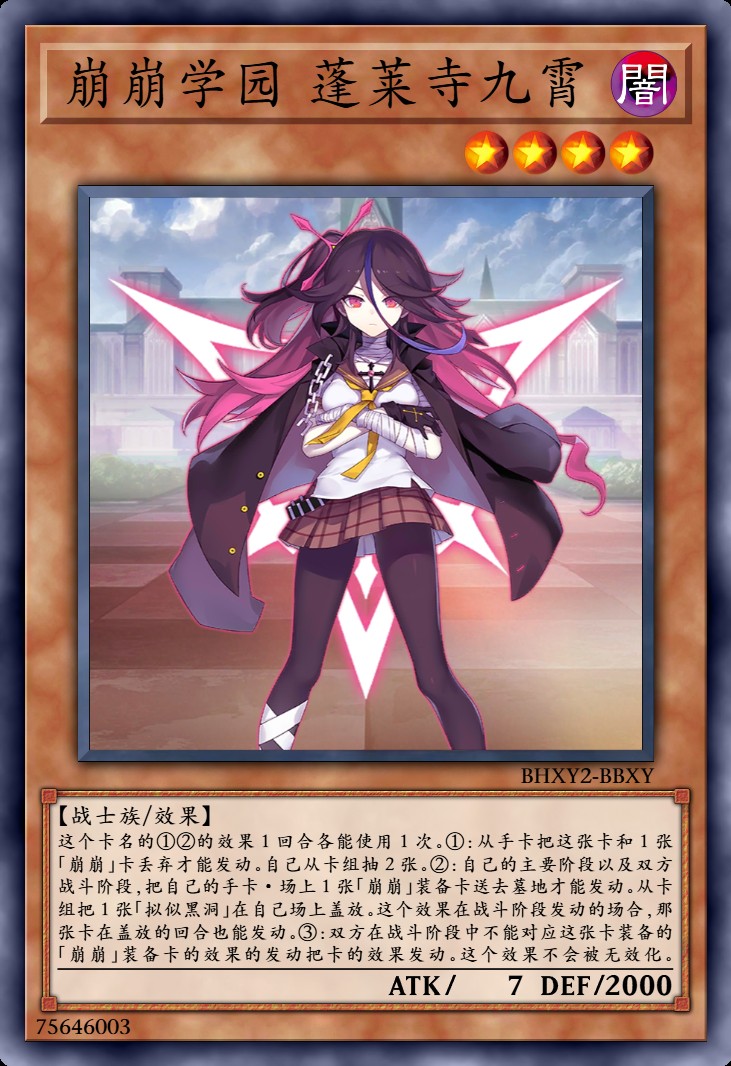 崩崩学园 蓬莱寺九霄
闇
BHXY2-BBXY
【战士族/效果】
这个卡名的①②的效果1回合各能使用1次。①:从手卡把这张卡和1张
「崩崩」卡丢弃才能发动。自己从卡组抽2张。②:自己的主要阶段以及双方
战斗阶段,把自己的手卡·场上1张「崩崩」装备卡送去墓地才能发动。从卡
组把1张「拟似黑洞」在自己场上盖放。这个效果在战斗阶段发动的场合,那
张卡在盖放的回合也能发动。③:双方在战斗阶段中不能对应这张卡装备的
「崩崩」装备卡的效果的发动把卡的效果发动。这个效果不会被无效化。
ATK/ 7 DEF/2000
75646003